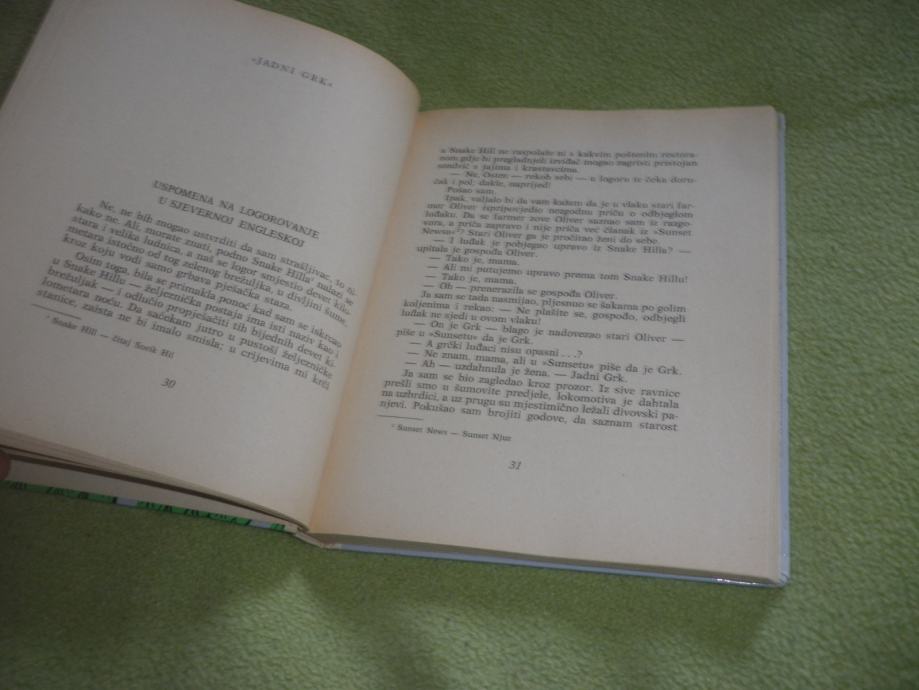 »JADNI GRK«
USPOMENA NA LOGOROVANJE
U SJEVERNOJ ENGLESKOJ
Ne, ne bih mogao ustvrditi da sam strašljivac, to ni-
kako ne. Ali, morate znati, podno Snake Hilla¹ nalazi se
stara i velika ludnica, a naš se logor smjestio devet kilo-
metara istočno od tog zelenog brežuljka, u divljini šume,
kroz koju vodi samo grbava pješačka staza.
Osim toga, bila se primakla ponoć, kad sam se iskrcao
u Snake Hillu — željeznička postaja ima isti naziv kao i
brežuljak — i odlučio propješačiti tih bijednih devet ki-
lometara noću. Da sačekam jutro u pustoši željezničke
stanice, zaista ne bi imalo smisla; u crijevima mi krči
¹ Snake Hill — čitaj Sneik Hil
30
a Snake Hill ne raspolaže ni s kakvim poštenim restora-
nom gdje bi pregladnjeli izviđač mogao zagristi pristojan
sendvič s jajima i krastavcima.
— Ne, Osten — rekoh sebi — u logoru te čeka doru-
čak i pol; dakle, naprijed!
Pošao sam.
Ipak, valjalo bi da vam kažem da je u vlaku stari far-
mer Oliver ispripovjedio nezgodnu priču o odbjeglom
luđaku. Da se farmer zove Oliver saznao sam iz razgo-
vora, a priča zapravo i nije priča već članak iz »Sunset
Newsa«²? Stari Oliver ga je pročitao ženi do sebe.
— I luđak je pobjegao upravo iz Snake Hilla? —
upitala je gospođa Oliver.
— Tako je, mama.
— Ali mi putujemo upravo prema tom Snake Hillu!
— Tako je, mama.
— Oh — prenerazila se gospođa Oliver.
Ja sam se tada nasmijao, pljesnuo se šakama po golim
koljenima i rekao: — Ne plašite se, gospođo, odbjegli
luđak ne sjedi u ovom vlaku!
— On je Grk — blago je nadovezao stari Oliver —
piše u »Sunsetu« da je Grk.
— A grčki luđaci nisu opasni . . .?
— Ne znam, mama, ali u »Sunsetu« piše da je Grk.
— Ah — uzdahnula je žena. — Jadni Grk.
Ja sam se bio zagledao kroz prozor. Iz sive ravnice
prešli smo u šumovite predjele, lokomotiva je dahtala
na uzbrdici, a uz prugu su mjestimično ležali divovski pa-
njevi. Pokušao sam brojiti godove, da saznam starost
² Sunset News — Sunset Njuz
31